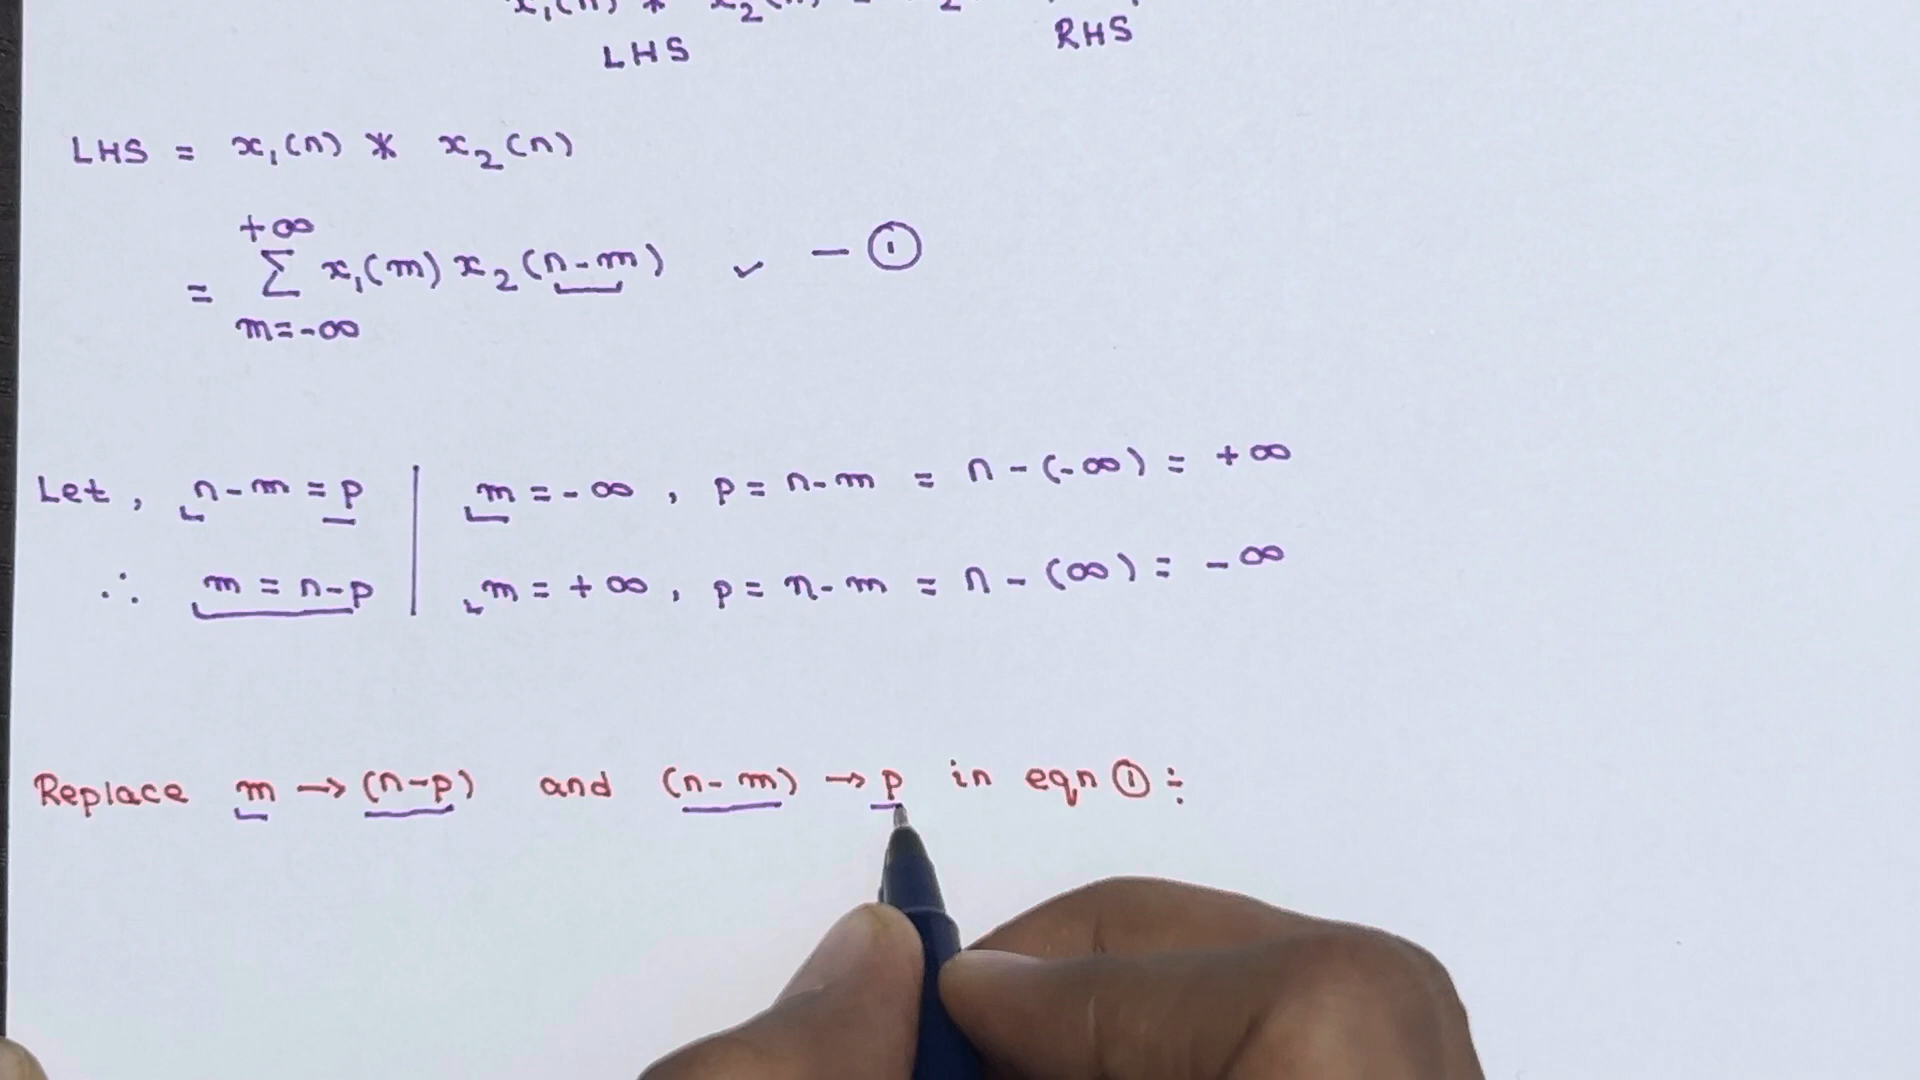 LHS RHS
LHS = x₁(n) * x₂(n)
+∞
= Σ x₁(m) x₂(n-m) ✓ - ①
m=-∞
Let, n-m = p | m = -∞, p = n-m = n-(-∞) = +∞
∴ m = n-p | m = +∞, p = n-m = n-(∞) = -∞
Replace m → (n-p) and (n-m) → p in eqn ① ÷